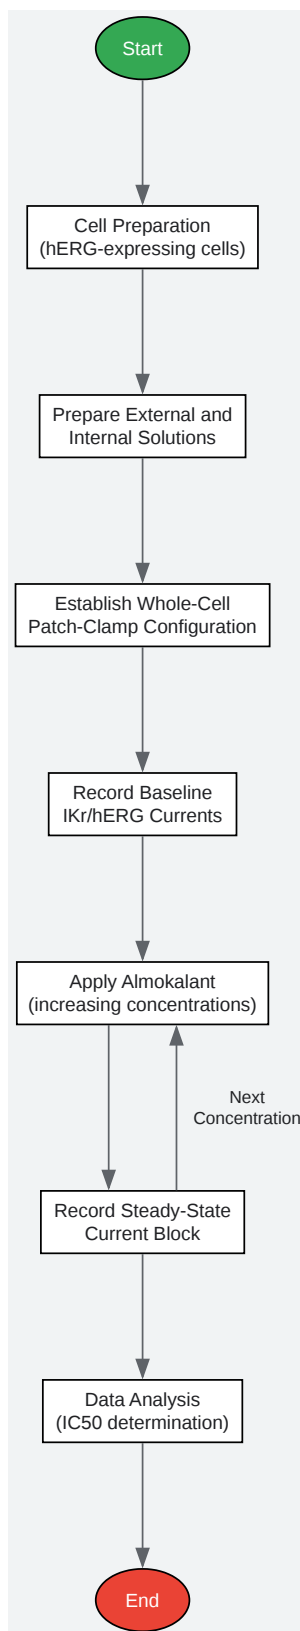 Start
Cell Preparation
(hERG-expressing cells)
Prepare External and
Internal Solutions
Establish Whole-Cell
Patch-Clamp Configuration
Record Baseline
IKr/hERG Currents
Apply Almokalant
(increasing concentrations)
Next
Concentration
Record Steady-State
Current Block
Data Analysis
(IC50 determination)
End